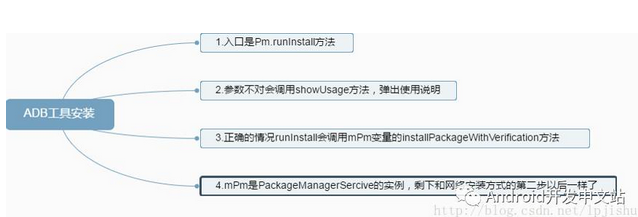 ADB工具安装
1.入口是Pm.runInstall方法
2.参数不对会调用showUsage方法，弹出使用说明
3.正确的情况runInstall会调用mPm变量的installPackageWithVerification方法
4.mPm是PackageManagerSercive的实例，剩下和网络安装方式的第二步以后一样了
Android开发中文站
http://blog.csdn.net/lpjishu